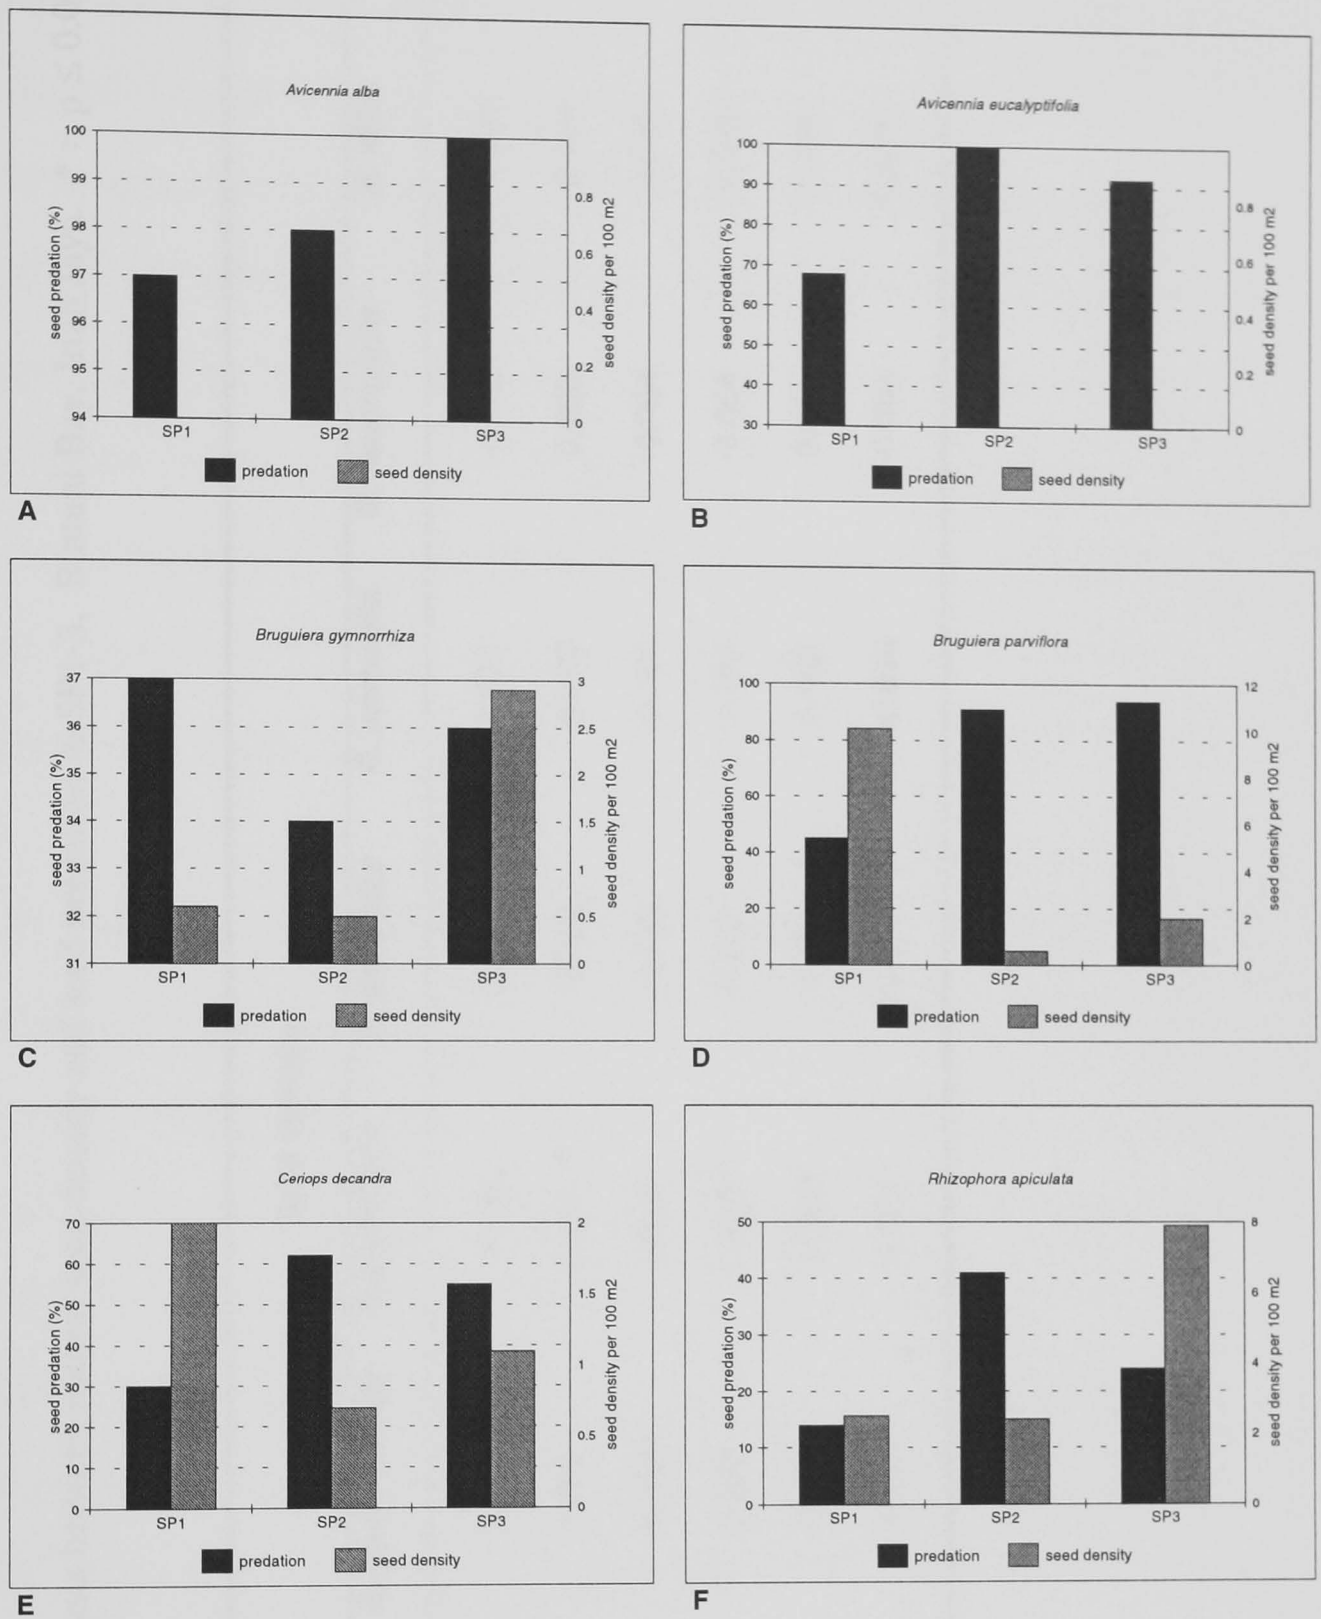 Avicennia alba
100
99
98
97
96
95
94
seed predation (%)
0.8
0.6
0.4
0.2
0
seed density per 100 m2
SP1 SP2 SP3
predation seed density
A
Avicennia eucalyptifolia
100
90
80
70
60
50
40
30
seed predation (%)
0.8
0.6
0.4
0.2
0
seed density per 100 m2
SP1 SP2 SP3
predation seed density
B
Bruguiera gymnorrhiza
37
36
35
34
33
32
31
seed predation (%)
3
2.5
2
1.5
1
0.5
0
seed density per 100 m2
SP1 SP2 SP3
predation seed density
C
Bruguiera parviflora
100
80
60
40
20
0
seed predation (%)
12
10
8
6
4
2
0
seed density per 100 m2
SP1 SP2 SP3
predation seed density
D
Ceriops decandra
70
60
50
40
30
20
10
0
seed predation (%)
2
1.5
1
0.5
0
seed density per 100 m2
SP1 SP2 SP3
predation seed density
E
Rhizophora apiculata
50
40
30
20
10
0
seed predation (%)
8
6
4
2
0
seed density per 100 m2
SP1 SP2 SP3
predation seed density
F